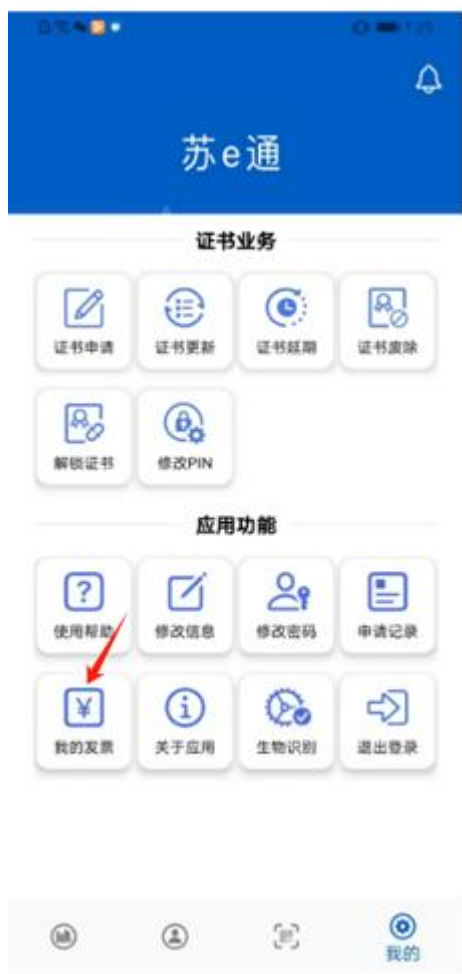 苏e通
证书业务
证书申请 证书更新 证书延期 证书废除
解锁证书 修改PIN
应用功能
使用帮助 修改信息 修改密码 申请记录
我的发票 关于应用 生物识别 退出登录
我的